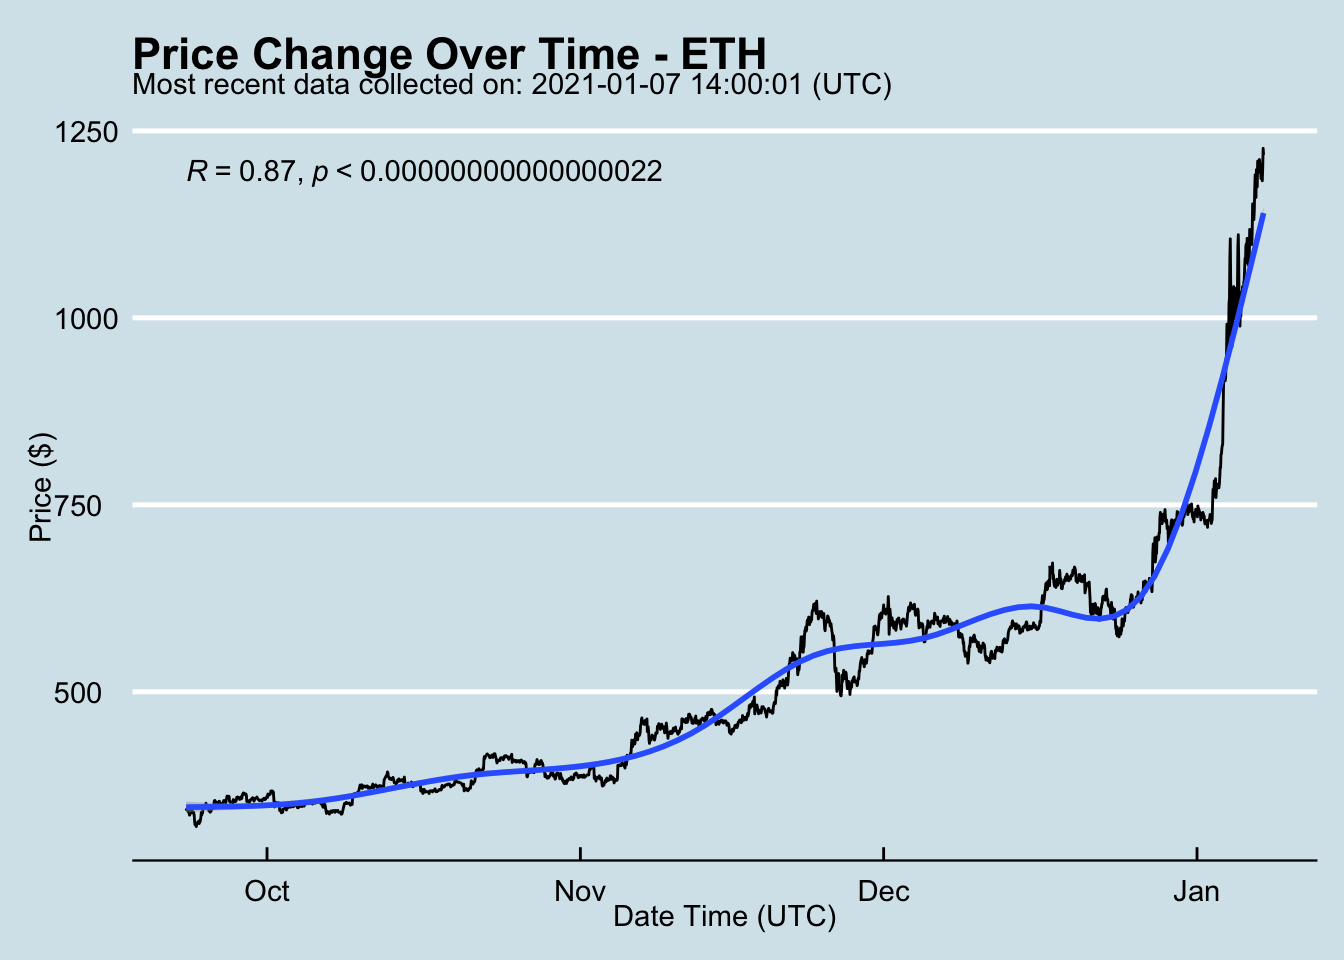 Price Change Over Time - ETH
Most recent data collected on: 2021-01-07 14:00:01 (UTC)
1250
R = 0.87, p < 0.00000000000000022
1000
Price ($)
750
500
Oct Nov Dec Jan
Date Time (UTC)